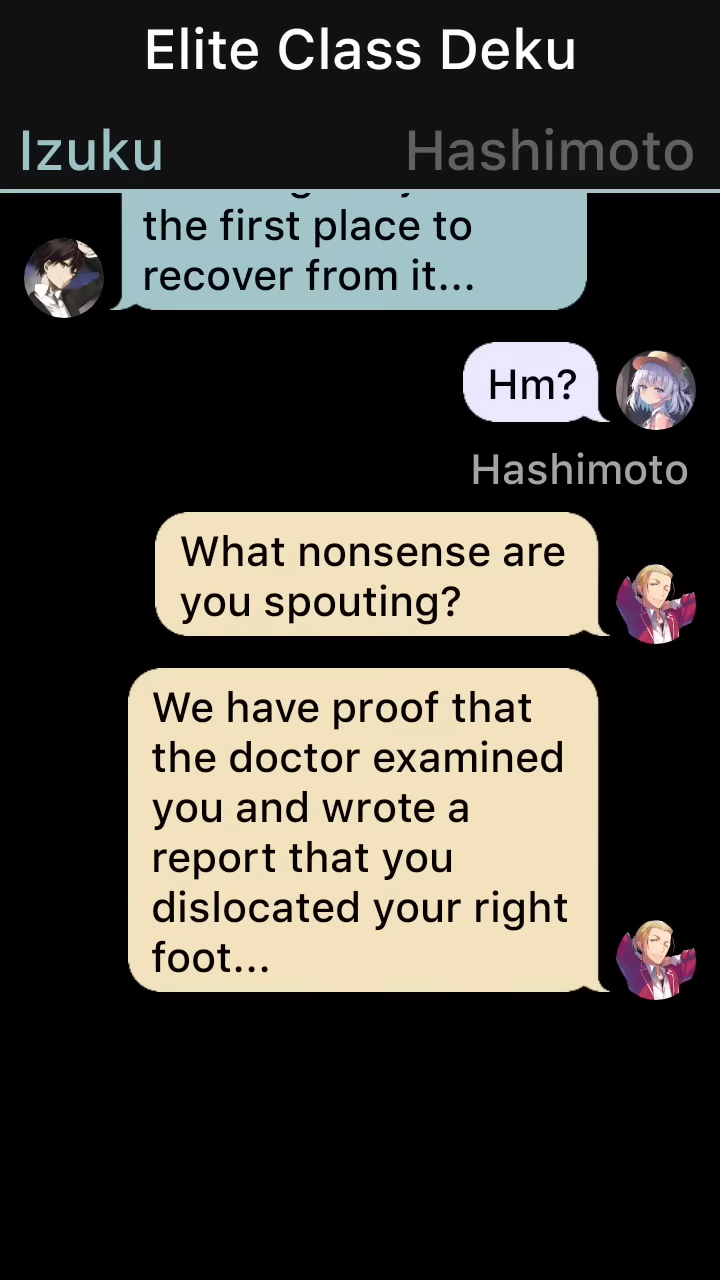 Elite Class Deku
Izuku
Hashimoto
the first place to
recover from it...
Hm?
Hashimoto
What nonsense are
you spouting?
We have proof that
the doctor examined
you and wrote a
report that you
dislocated your right
foot...